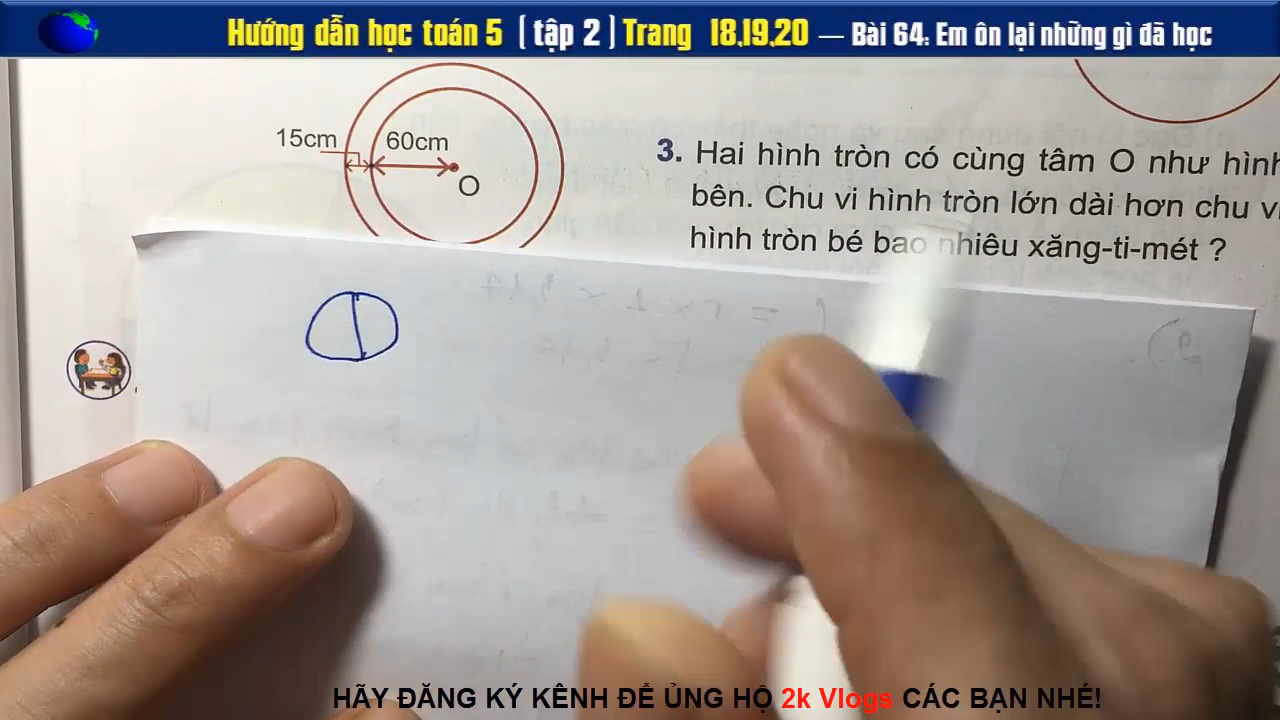 Hướng dẫn học toán 5 ( tập 2 ) Trang 18,19,20 — Bài 64: Em ôn lại những gì đã học
15cm
60cm
O
3. Hai hình tròn có cùng tâm O như hình
bên. Chu vi hình tròn lớn dài hơn chu
hình tròn bé bao nhiêu xăng-ti-mét ?
HÃY ĐĂNG KÝ KÊNH ĐỂ ỦNG HỘ 2k Vlogs CÁC BẠN NHÉ!